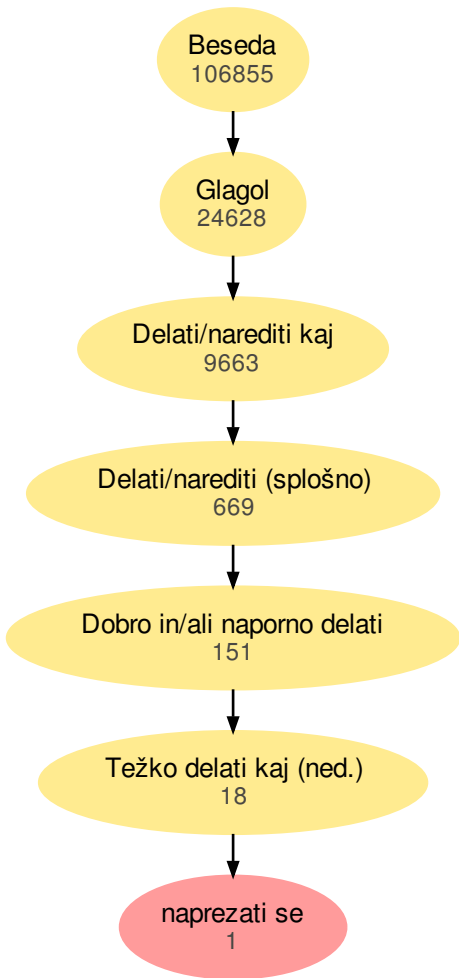 Beseda
106855
Glagol
24628
Delati/narediti kaj
9663
Delati/narediti (splošno)
669
Dobro in/ali naporno delati
151
Težko delati kaj (ned.)
18
naprezati se
1